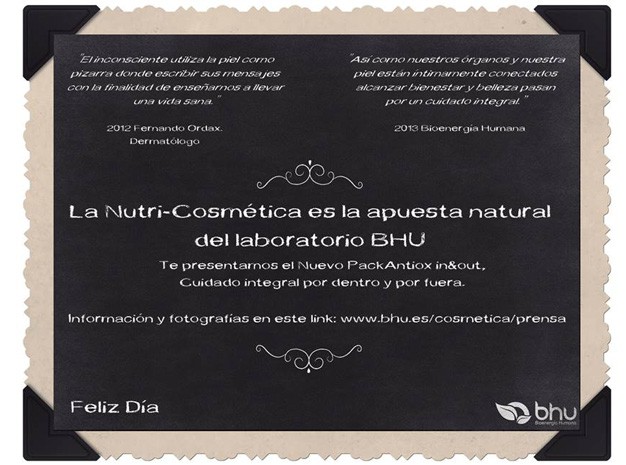 "El inconsciente utiliza la piel como
pizarra donde escribir sus mensajes
con la finalidad de enseñarnos a llevar
una vida sana."
2012 Fernando Ordax.
Dermatólogo
"Así como nuestros órganos y nuestra
piel están intimamente conectados
alcanzar bienestar y belleza pasan
por un cuidado integral."
2013 Bioenergía Humana
La Nutri-Cosmética es la apuesta natural
del laboratorio BHU
Te presentamos el Nuevo PackAntiox in&out,
Cuidado integral por dentro y por fuera.
Información y fotografías en este link: www.bhu.es/cosmetica/prensa
Feliz Día
bhu
Bioenergía Humana